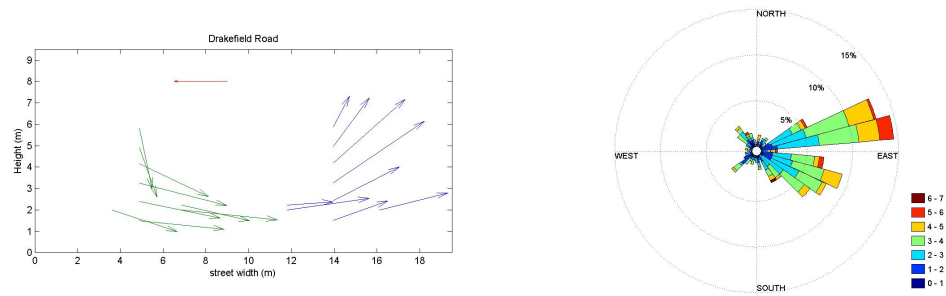 Drakefield Road
Height (m)
9
8
7
6
5
4
3
2
1
0
0 2 4 6 8 10 12 14 16 18
street width (m)
NORTH
15%
10%
5%
WEST
EAST
SOUTH
6 - 7
5 - 6
4 - 5
3 - 4
2 - 3
1 - 2
0 - 1